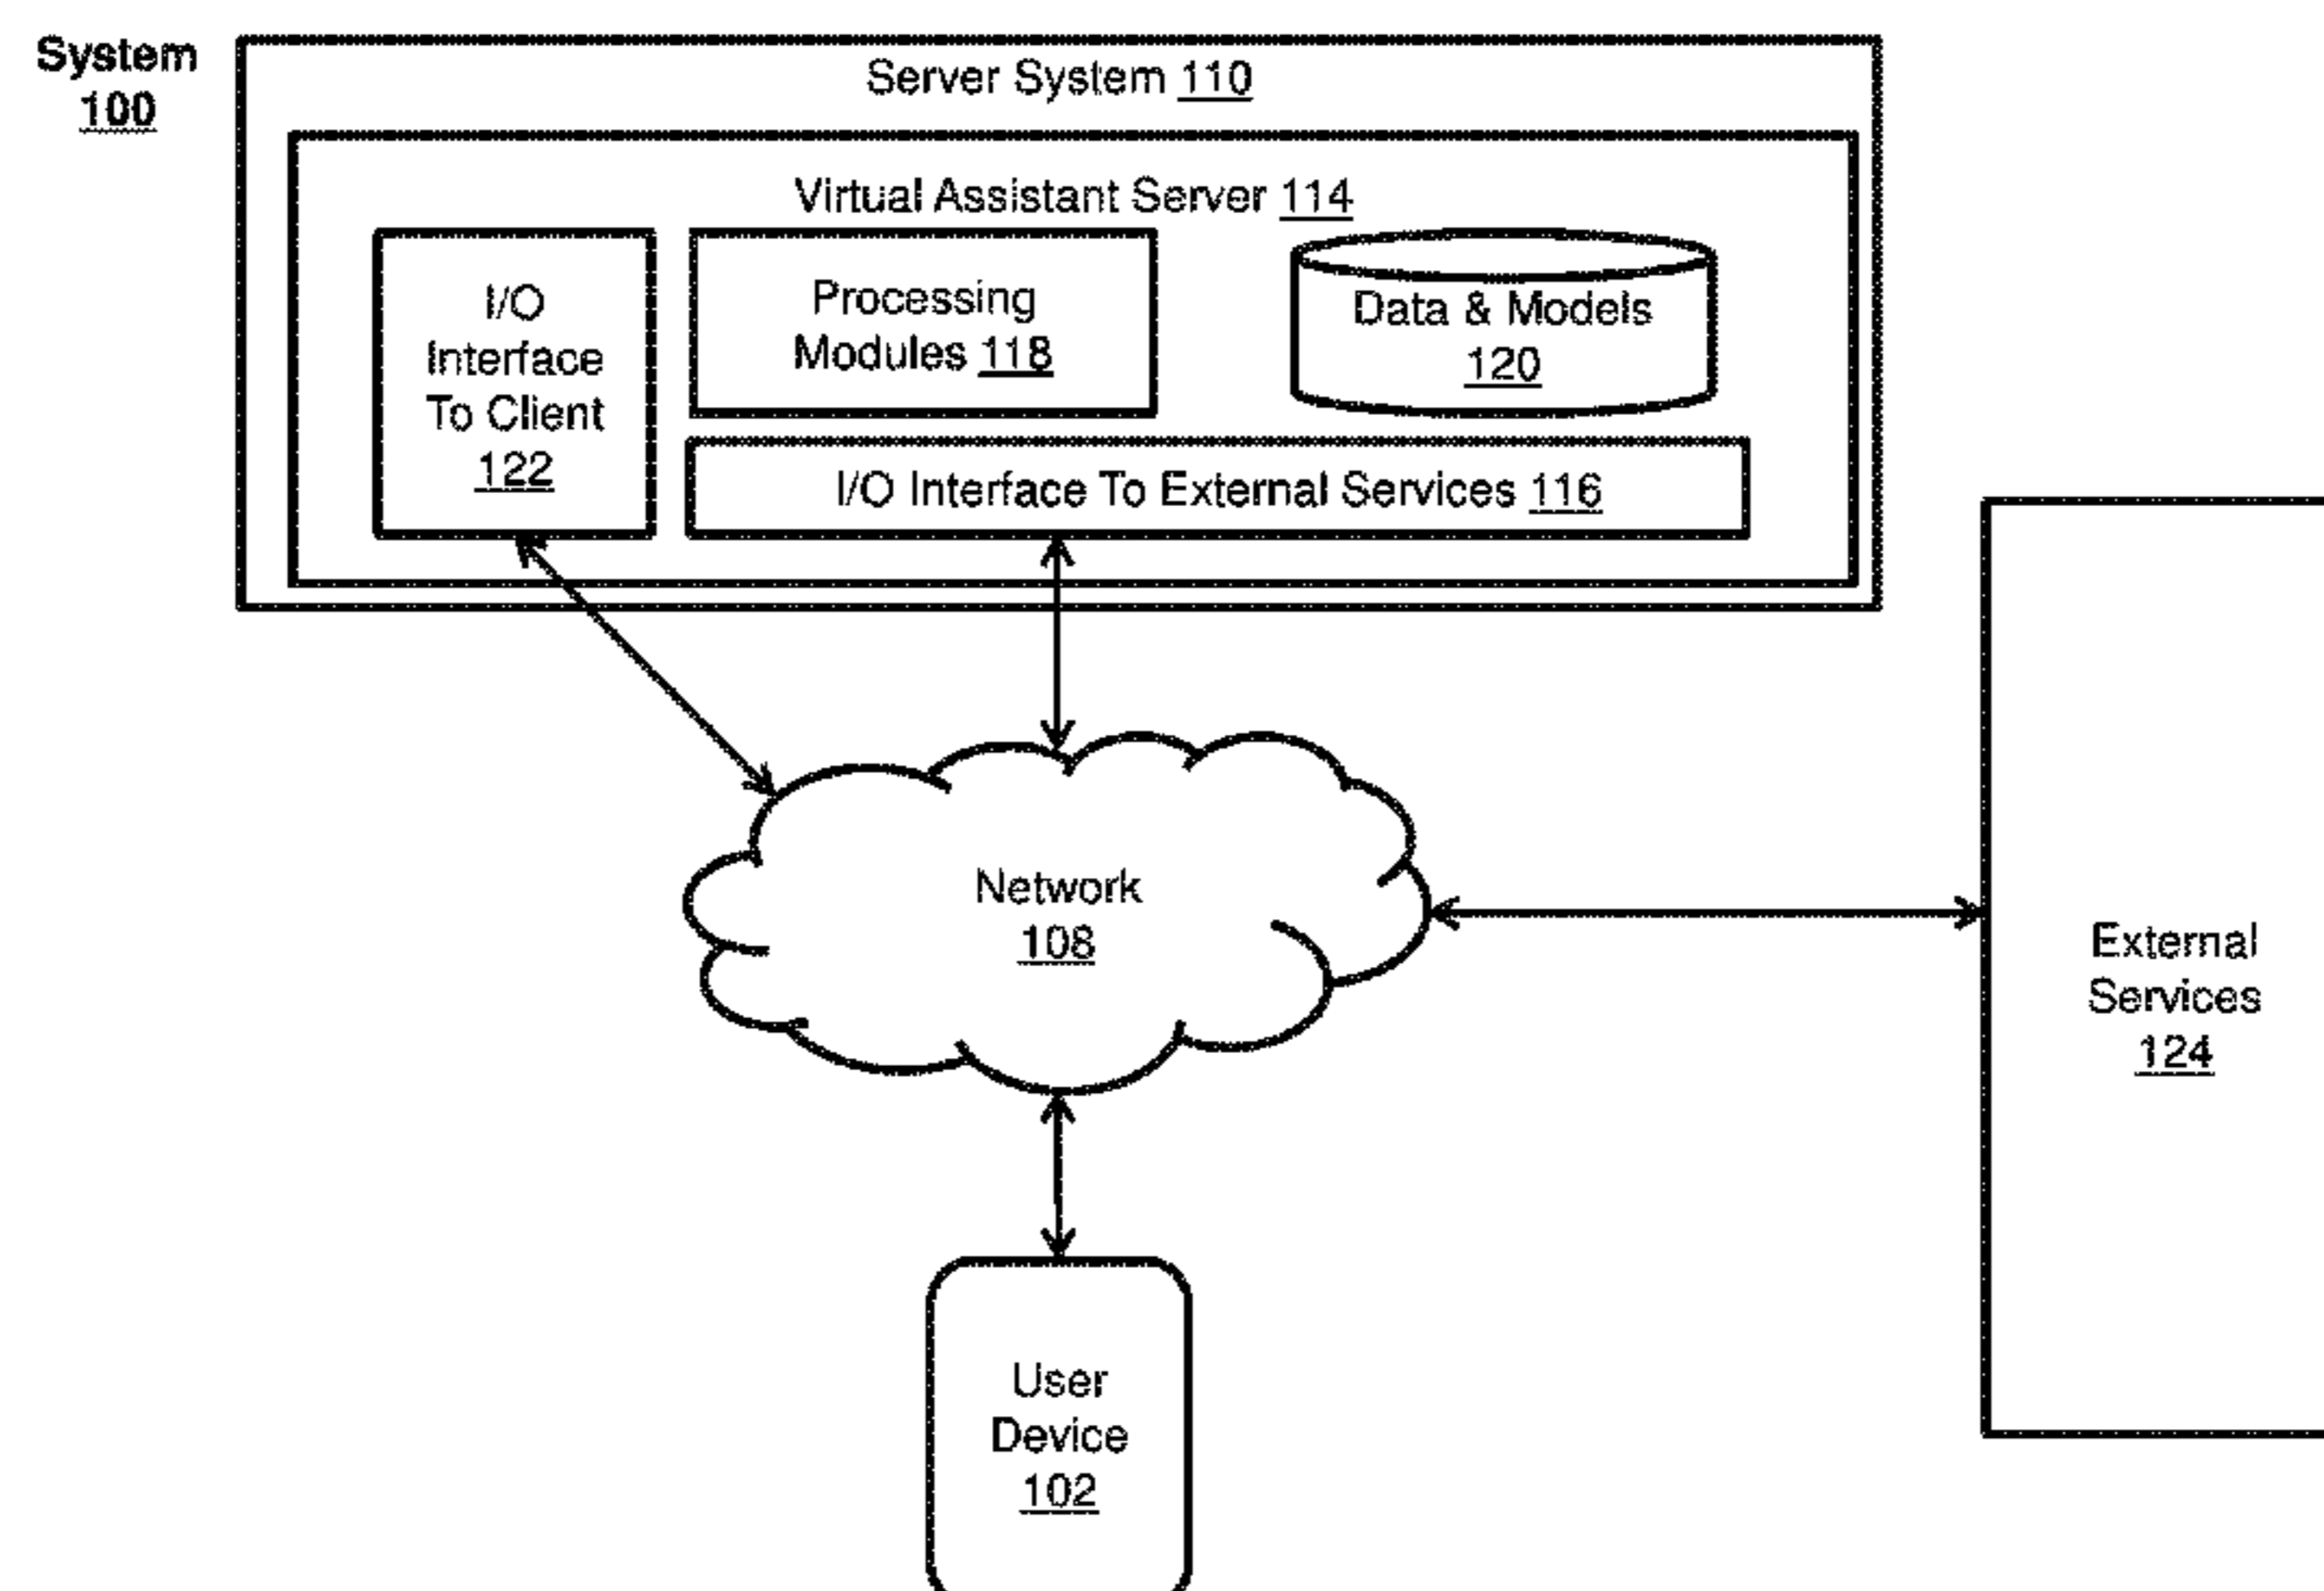 System
100
Server System 110
Virtual Assistant Server 114
I/O
Interface
To Client
122
Processing
Modules 118
Data & Models
120
I/O Interface To External Services 116
Network
108
External
Services
124
User
Device
102